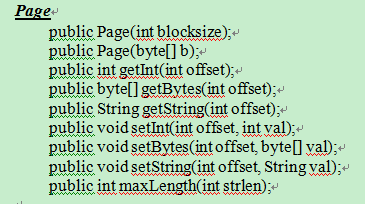 Page
public Page(int blocksize);
public Page(byte[] b);
public int getInt(int offset);
public byte[] getBytes(int offset);
public String getString(int offset);
public void setInt(int offset, int val);
public void setBytes(int offset, byte[] val);
public void setString(int offset, String val);
public int maxLength(int strlen);